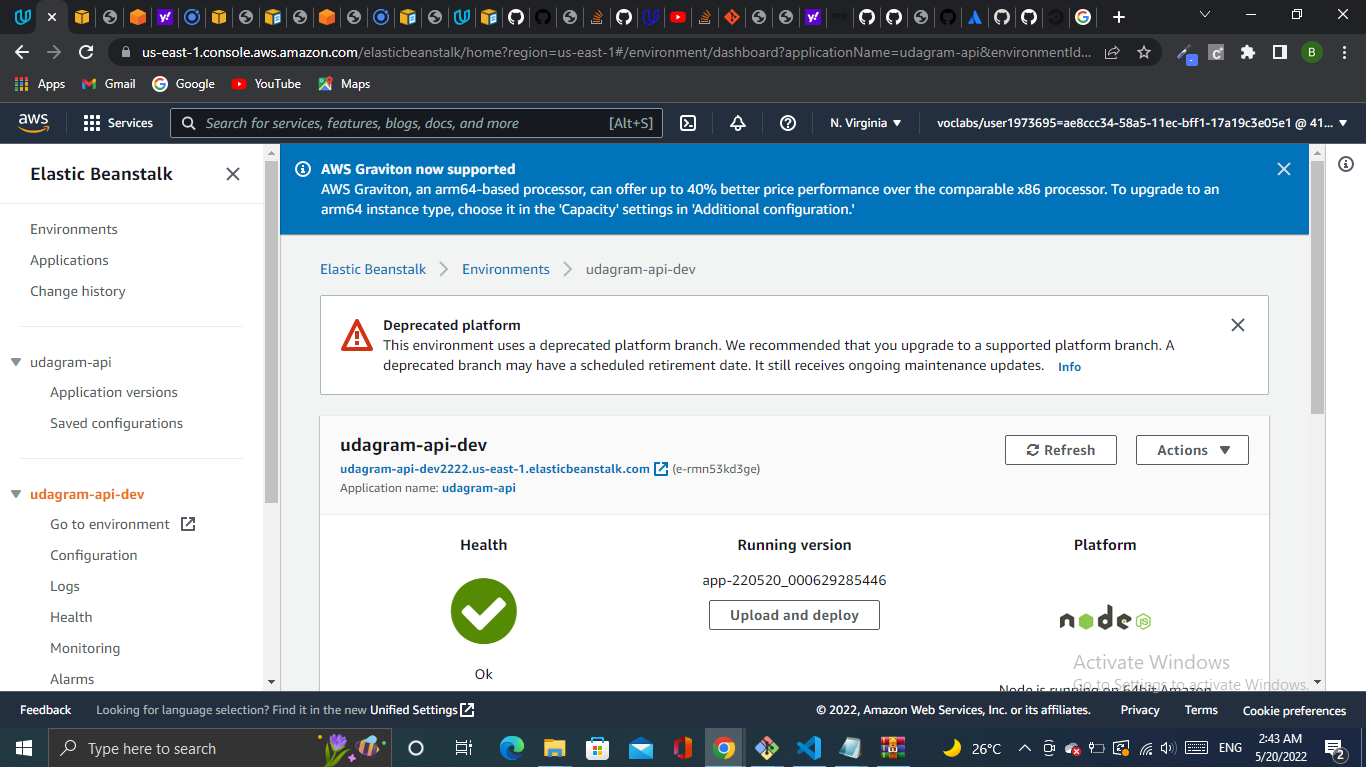 us-east-1.console.aws.amazon.com/elasticbeanstalk/home?region=us-east-1#/environment/dashboard?applicationName=udagram-api&environmentId...
B
Apps
Gmail
Google
YouTube
Maps
aws
Services
Search for services, features, blogs, docs, and more
[Alt+S]
N. Virginia
voclabs/user1973695=ae8ccc34-58a5-11ec-bff1-17a19c3e05e1 @ 41...
Elastic Beanstalk
Environments
Applications
Change history
udagram-api
Application versions
Saved configurations
udagram-api-dev
Go to environment
Configuration
Logs
Health
Monitoring
Alarms
AWS Graviton now supported
AWS Graviton, an arm64-based processor, can offer up to 40% better price performance over the comparable x86 processor. To upgrade to an
arm64 instance type, choose it in the 'Capacity' settings in 'Additional configuration.'
Elastic Beanstalk
Environments
udagram-api-dev
Deprecated platform
This environment uses a deprecated platform branch. We recommended that you upgrade to a supported platform branch. A
deprecated branch may have a scheduled retirement date. It still receives ongoing maintenance updates. Info
udagram-api-dev
udagram-api-dev2222.us-east-1.elasticbeanstalk.com (e-rmn53kd3ge)
Application name: udagram-api
Refresh
Actions
Health
Ok
Running version
app-220520_000629285446
Upload and deploy
Platform
node JS
Node is running on 64bit Amazon
Activate Windows
Go to Settings to activate Windows.
Feedback
Looking for language selection? Find it in the new Unified Settings
© 2022, Amazon Web Services, Inc. or its affiliates.
Privacy
Terms
Cookie preferences
Type here to search
26°C
ENG
2:43 AM
5/20/2022
2